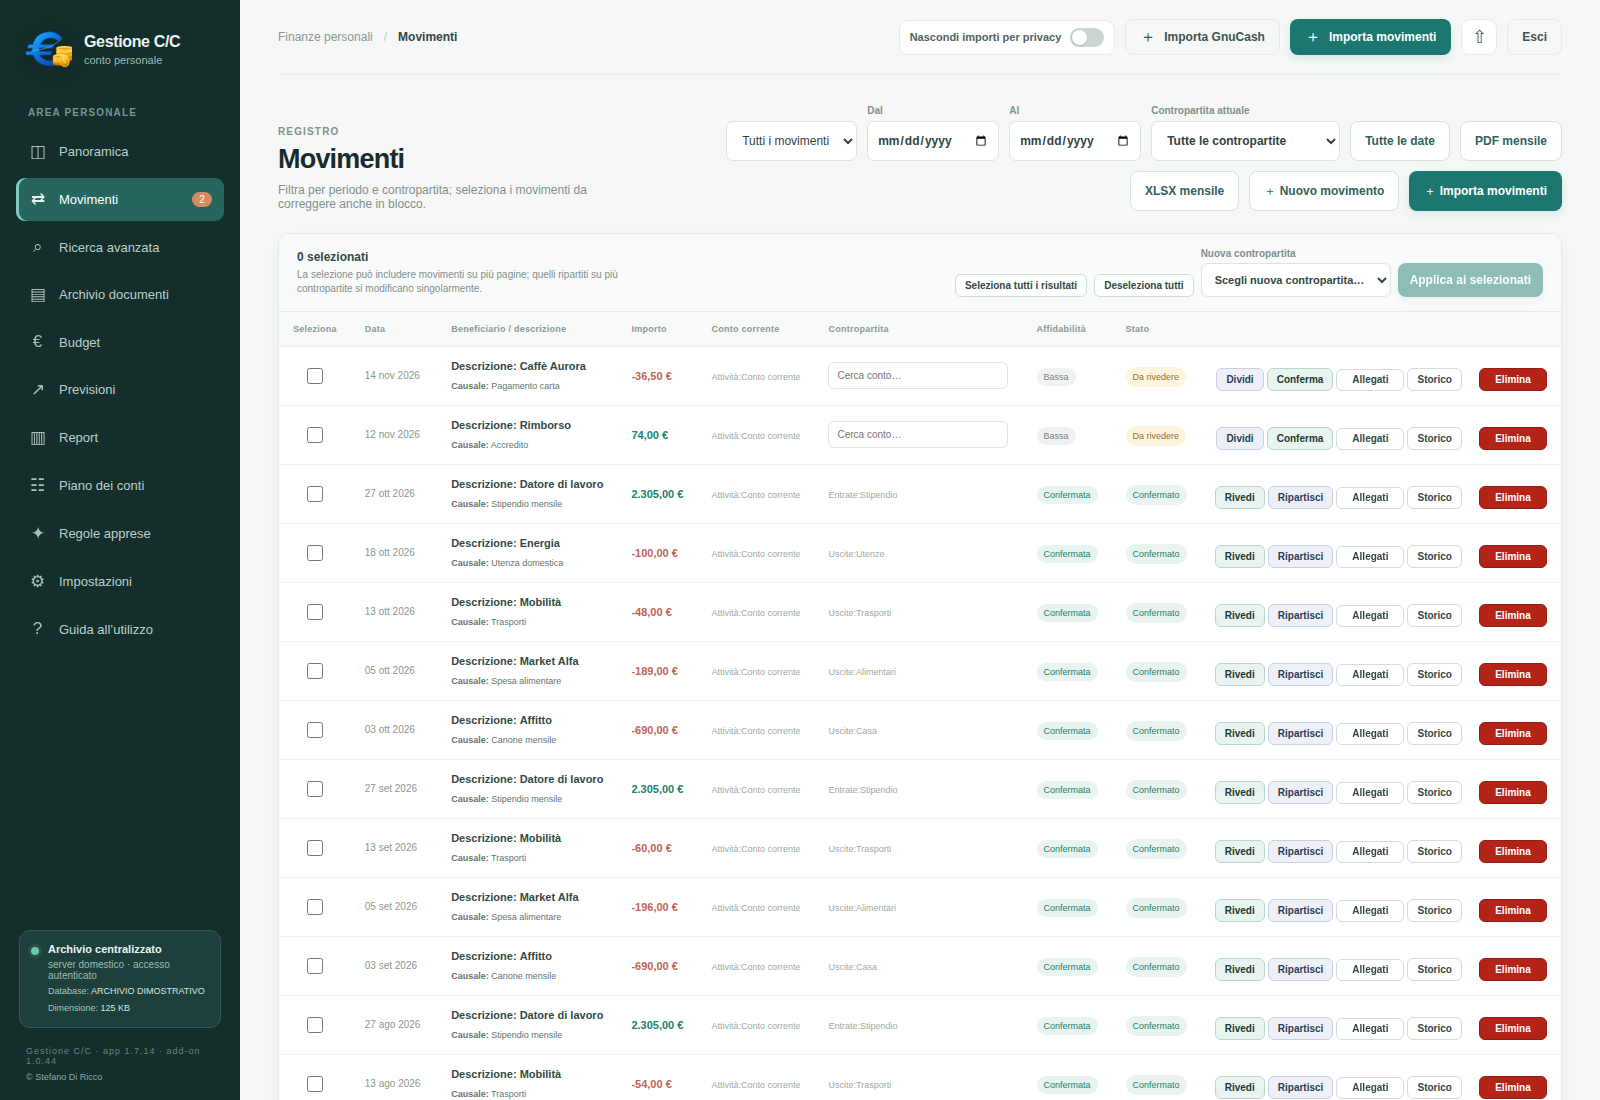 Gestione C/C
conto personale
AREA PERSONALE
Panoramica
Movimenti 2
Ricerca avanzata
Archivio documenti
€ Budget
Previsioni
Report
Piano dei conti
Regole apprese
Impostazioni
? Guida all'utilizzo
Archivio centralizzato
server domestico · accesso
autenticato
Database: ARCHIVIO DIMOSTRATIVO
Dimensione: 125 KB
Gestione C/C · app 1.7.14 · add-on
1.0.44
© Stefano Di Ricco
Finanze personali / Movimenti
Nascondi importi per privacy
+ Importa GnuCash
+ Importa movimenti
⇧
Esci
REGISTRO
Movimenti
Filtra per periodo e contropartita; seleziona i movimenti da
correggere anche in blocco.
Dal Al Contropartita attuale
Tutti i movimenti mm/dd/yyyy mm/dd/yyyy Tutte le contropartite Tutte le date PDF mensile
XLSX mensile + Nuovo movimento + Importa movimenti
0 selezionati
La selezione può includere movimenti su più pagine; quelli ripartiti su più
contropartite si modificano singolarmente.
Nuova contropartita
Seleziona tutti i risultati Deseleziona tutti Scegli nuova contropartita… Applica ai selezionati
Seleziona Data Beneficiario / descrizione Importo Conto corrente Contropartita Affidabilità Stato
14 nov 2026 Descrizione: Caffè Aurora -36,50 € Attività:Conto corrente Cerca conto… Bassa Da rivedere Dividi Conferma Allegati Storico Elimina
Causale: Pagamento carta
12 nov 2026 Descrizione: Rimborso 74,00 € Attività:Conto corrente Cerca conto… Bassa Da rivedere Dividi Conferma Allegati Storico Elimina
Causale: Accredito
27 ott 2026 Descrizione: Datore di lavoro 2.305,00 € Attività:Conto corrente Entrate:Stipendio Confermata Confermato Rivedi Ripartisci Allegati Storico Elimina
Causale: Stipendio mensile
18 ott 2026 Descrizione: Energia -100,00 € Attività:Conto corrente Uscite:Utenze Confermata Confermato Rivedi Ripartisci Allegati Storico Elimina
Causale: Utenza domestica
13 ott 2026 Descrizione: Mobilità -48,00 € Attività:Conto corrente Uscite:Trasporti Confermata Confermato Rivedi Ripartisci Allegati Storico Elimina
Causale: Trasporti
05 ott 2026 Descrizione: Market Alfa -189,00 € Attività:Conto corrente Uscite:Alimentari Confermata Confermato Rivedi Ripartisci Allegati Storico Elimina
Causale: Spesa alimentare
03 ott 2026 Descrizione: Affitto -690,00 € Attività:Conto corrente Uscite:Casa Confermata Confermato Rivedi Ripartisci Allegati Storico Elimina
Causale: Canone mensile
27 set 2026 Descrizione: Datore di lavoro 2.305,00 € Attività:Conto corrente Entrate:Stipendio Confermata Confermato Rivedi Ripartisci Allegati Storico Elimina
Causale: Stipendio mensile
13 set 2026 Descrizione: Mobilità -60,00 € Attività:Conto corrente Uscite:Trasporti Confermata Confermato Rivedi Ripartisci Allegati Storico Elimina
Causale: Trasporti
05 set 2026 Descrizione: Market Alfa -196,00 € Attività:Conto corrente Uscite:Alimentari Confermata Confermato Rivedi Ripartisci Allegati Storico Elimina
Causale: Spesa alimentare
03 set 2026 Descrizione: Affitto -690,00 € Attività:Conto corrente Uscite:Casa Confermata Confermato Rivedi Ripartisci Allegati Storico Elimina
Causale: Canone mensile
27 ago 2026 Descrizione: Datore di lavoro 2.305,00 € Attività:Conto corrente Entrate:Stipendio Confermata Confermato Rivedi Ripartisci Allegati Storico Elimina
Causale: Stipendio mensile
13 ago 2026 Descrizione: Mobilità -54,00 € Attività:Conto corrente Uscite:Trasporti Confermata Confermato Rivedi Ripartisci Allegati Storico Elimina
Causale: Trasporti